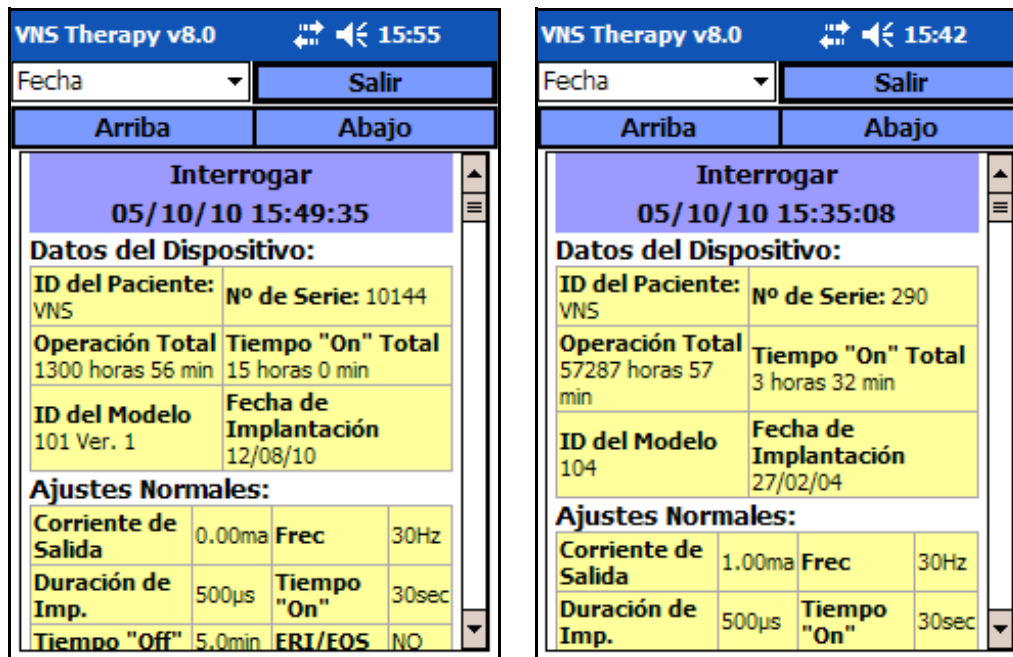 VNS Therapy v8.0 15:55
Fecha Salir
Arriba Abajo
Interrogar
05/10/10 15:49:35
Datos del Dispositivo:
ID del Paciente:
VNS
Nº de Serie: 10144
Operación Total
1300 horas 56 min
Tiempo "On" Total
15 horas 0 min
ID del Modelo
101 Ver. 1
Fecha de
Implantación
12/08/10
Ajustes Normales:
Corriente de
Salida
0.00ma
Frec
30Hz
Duración de
Imp.
500µs
Tiempo
"On"
30sec
Tiempo "Off" 5.0min ERI/EOS NO
VNS Therapy v8.0 15:42
Fecha Salir
Arriba Abajo
Interrogar
05/10/10 15:35:08
Datos del Dispositivo:
ID del Paciente:
VNS
Nº de Serie: 290
Operación Total
57287 horas 57
min
Tiempo "On" Total
3 horas 32 min
ID del Modelo
104
Fecha de
Implantación
27/02/04
Ajustes Normales:
Corriente de
Salida
1.00ma
Frec
30Hz
Duración de
Imp.
500µs
Tiempo
"On"
30sec